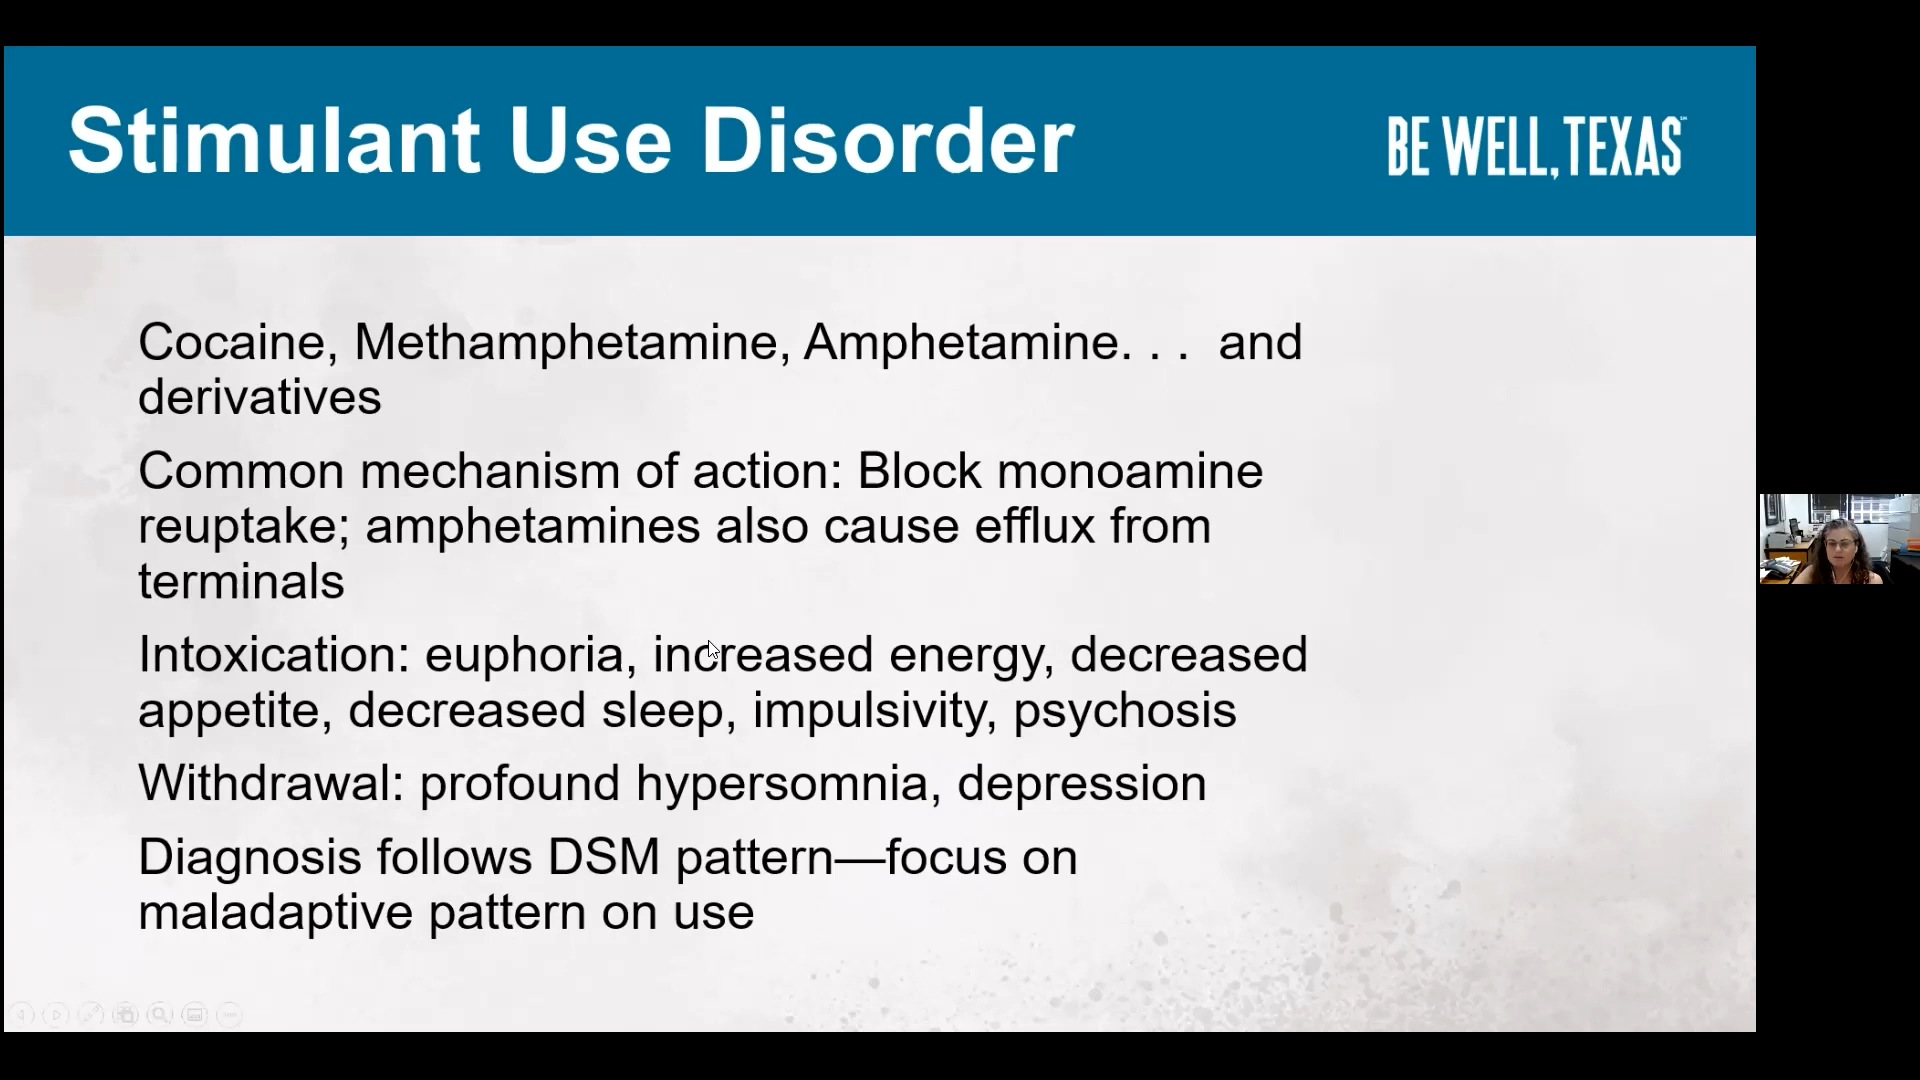 Stimulant Use Disorder
BE WELL, TEXAS
Cocaine, Methamphetamine, Amphetamine. . .  and
derivatives
Common mechanism of action: Block monoamine
reuptake; amphetamines also cause efflux from
terminals
Intoxication: euphoria, increased energy, decreased
appetite, decreased sleep, impulsivity, psychosis
Withdrawal: profound hypersomnia, depression
Diagnosis follows DSM pattern—focus on
maladaptive pattern on use